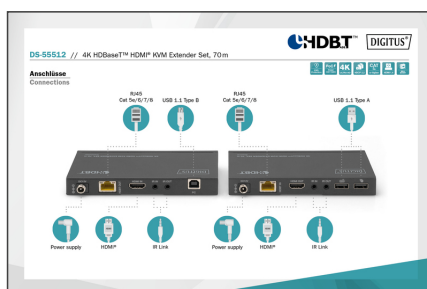 HDBT
DIGITUS®
DS-55512 // 4K HDBaseT™ HDMI® KVM Extender Set, 70 m
Anschlüsse
Connections
4K
RJ45
Cat 5e/6/7/8
USB 1.1 Type B
RJ45
Cat 5e/6/7/8
USB 1.1 Type A
Power supply
HDMI®
IR Link
Power supply
HDMI®
IR Link